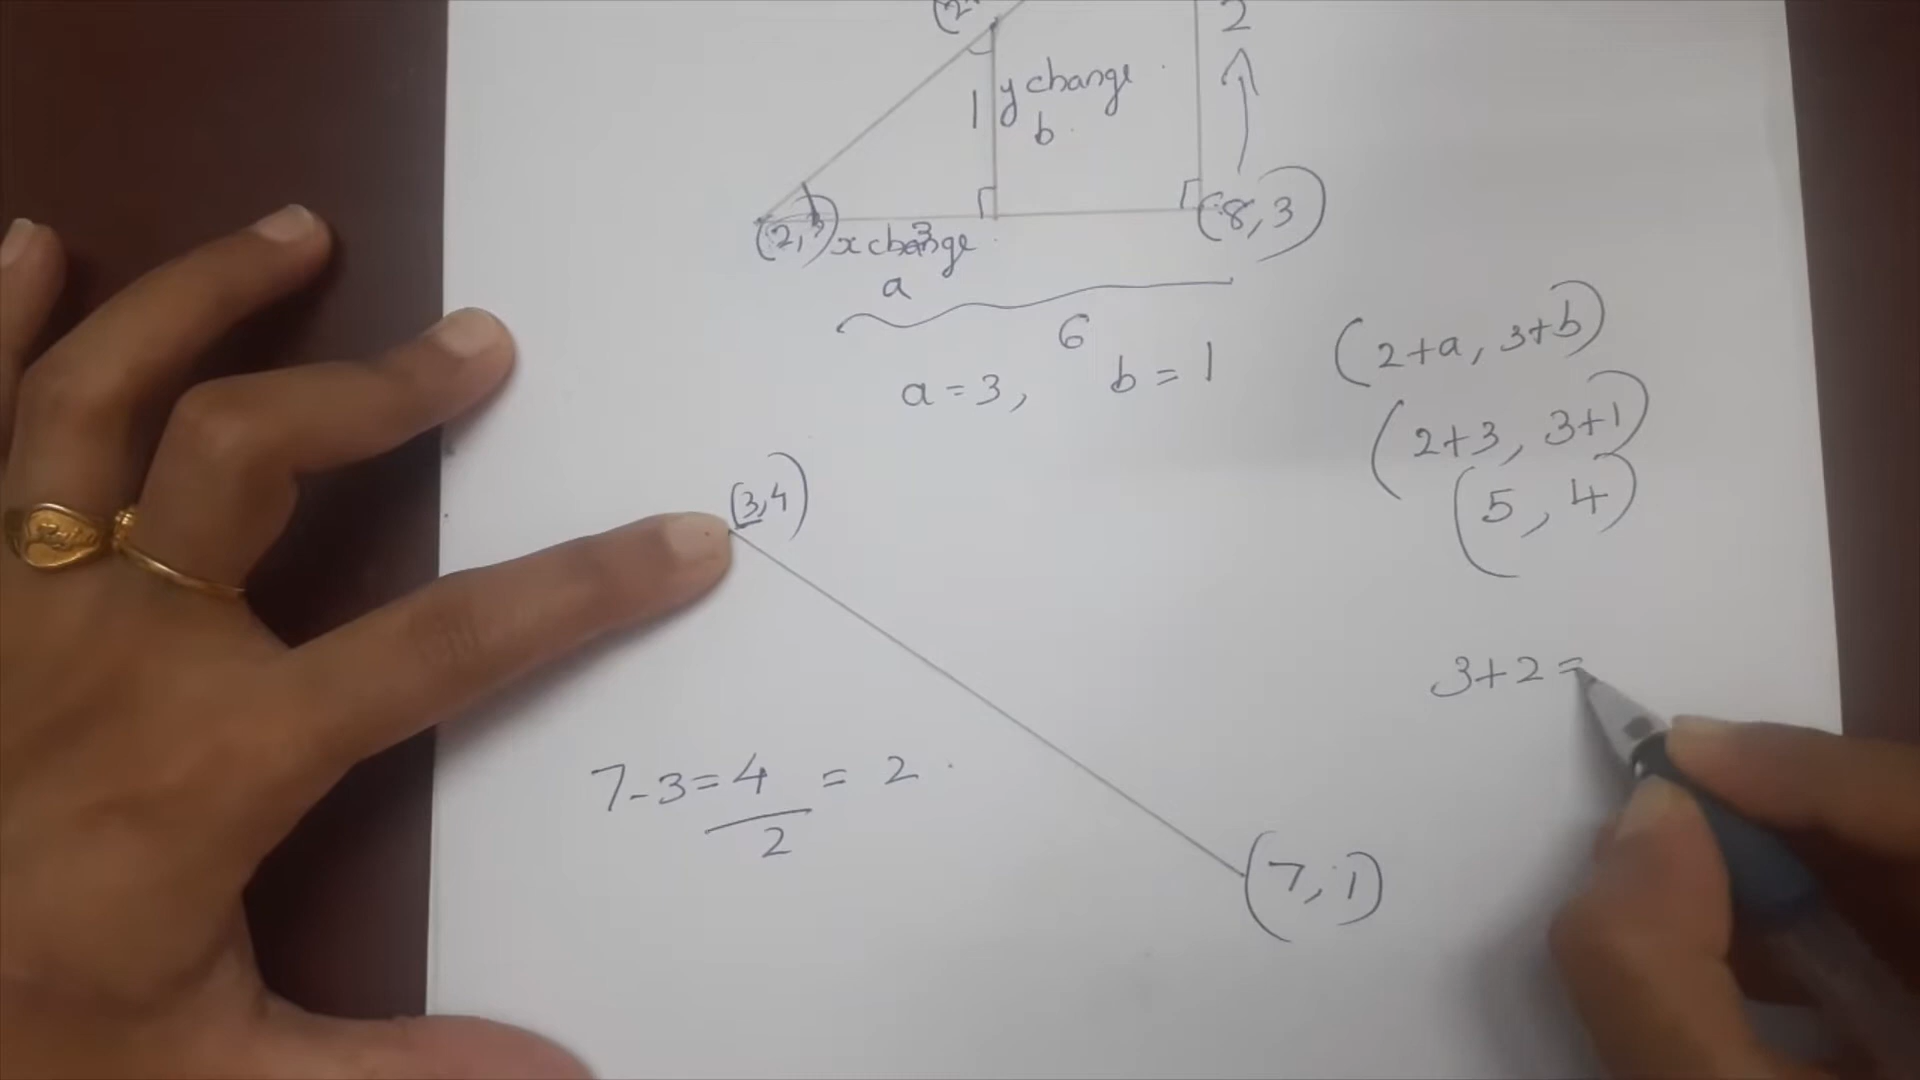 (2
2
1 y change
b
(2, 3) x change
3
(8, 3)
a
6
a = 3, b = 1
(2+a, 3+b)
(2+3, 3+1)
(5, 4)
(3,4)
3+2 =
7-3=4 = 2
2
(7, 1)